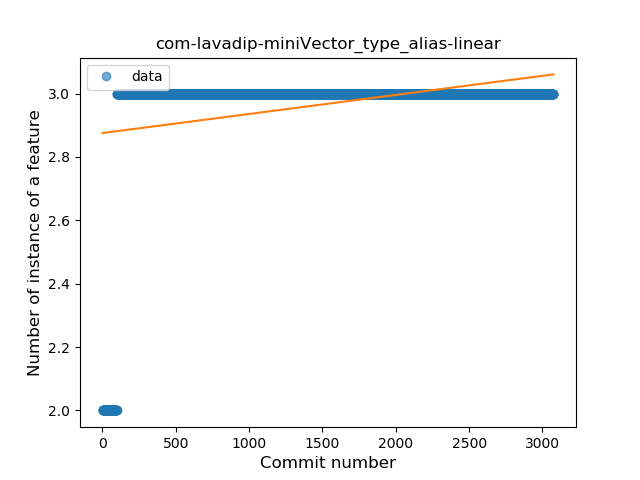 com-lavadip-miniVector_type_alias-linear
data
Number of instance of a feature
3.0
2.8
2.6
2.4
2.2
2.0
0 500 1000 1500 2000 2500 3000
Commit number